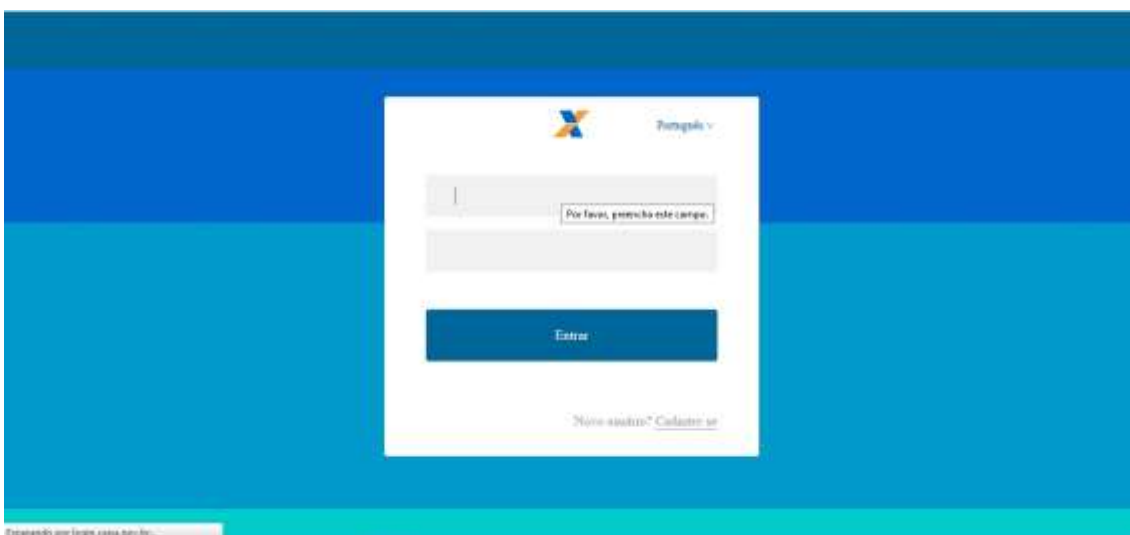 Português
Por favor, preencha este campo.
Entrar
Novo usuário? Cadastre-se